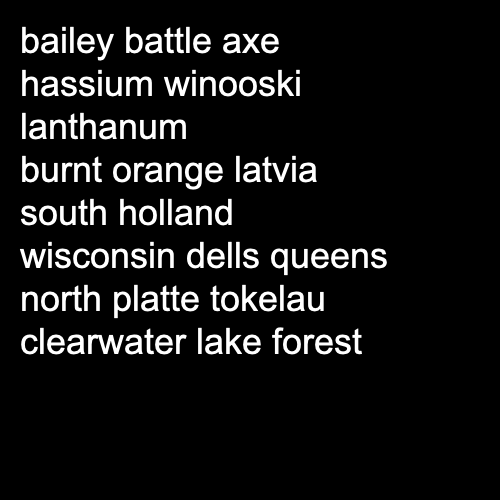 bailey battle axe
hassium winooski
lanthanum
burnt orange latvia
south holland
wisconsin dells queens
north platte tokelau
clearwater lake forest